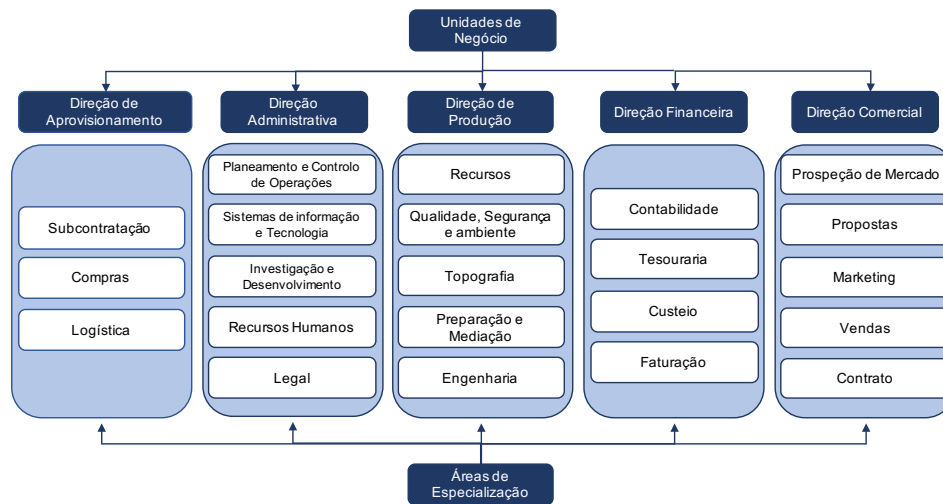 Unidades de
Negócio
Direção de
Aprovisionamento
Direção
Administrativa
Direção de
Produção
Direção Financeira
Direção Comercial
Subcontratação
Compras
Logística
Planeamento e Controlo
de Operações
Sistemas de informação
e Tecnologia
Investigação e
Desenvolvimento
Recursos Humanos
Legal
Recursos
Qualidade, Segurança
e ambiente
Topografia
Preparação e
Mediação
Engenharia
Contabilidade
Tesouraria
Custeio
Faturação
Prospeção de Mercado
Propostas
Marketing
Vendas
Contrato
Áreas de
Especialização